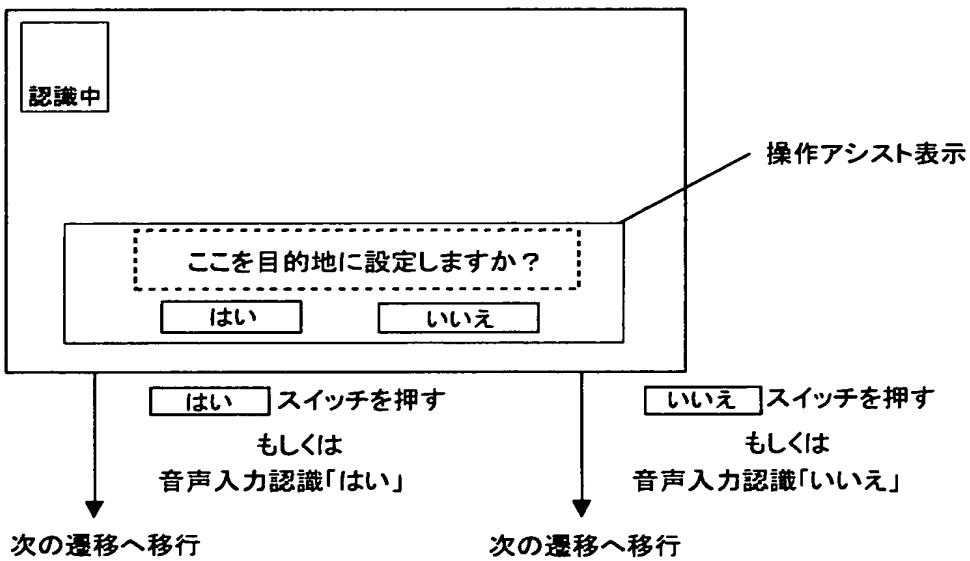 認識中
操作アシスト表示
ここを目的地に設定しますか？
はい
いいえ
はい スイッチを押す
もしくは
音声入力認識「はい」
次の遷移へ移行
いいえ スイッチを押す
もしくは
音声入力認識「いいえ」
次の遷移へ移行